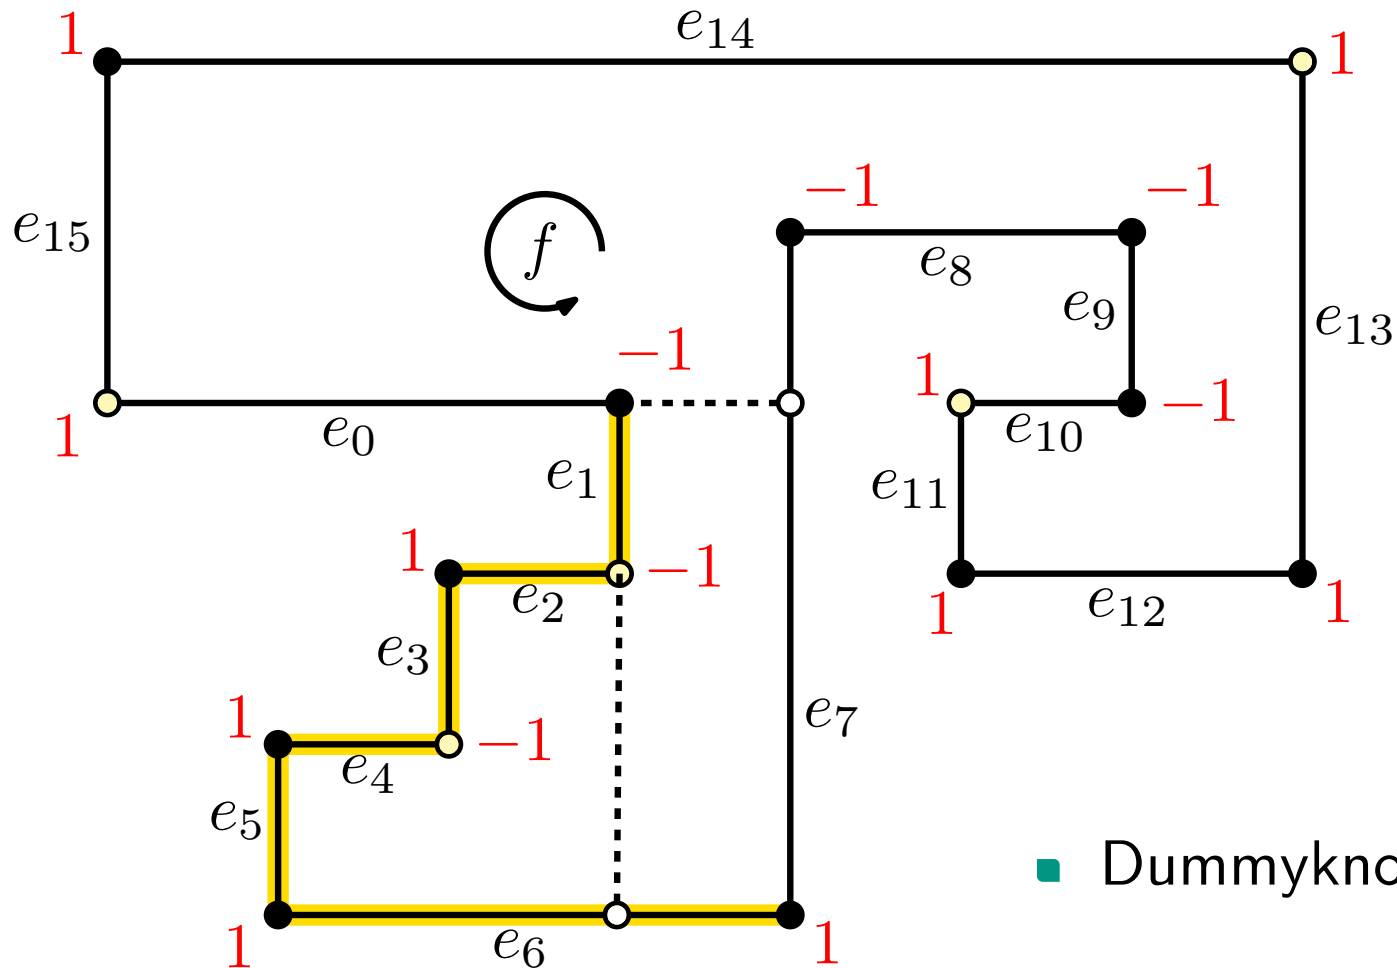 1 e₁₄ 1
−1 −1
e₁₅ f e₈ e₉ e₁₃
−1 1 −1
1 e₀ e₁₀
e₁ e₁₁
1 −1
e₂ 1 e₁₂ 1
e₃
1 −1 e₇
e₄
e₅
1 e₆ 1